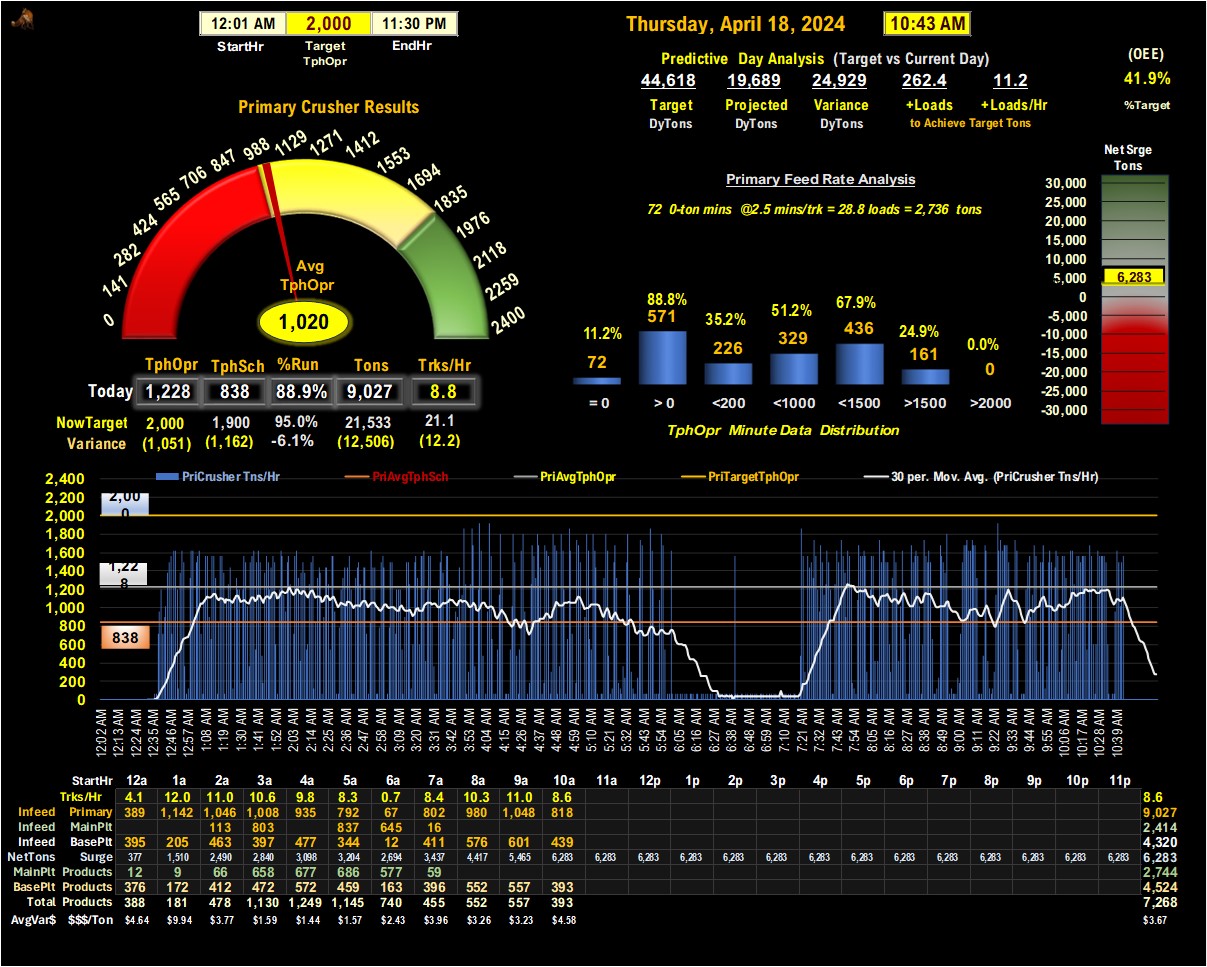 12:01 AM 2,000 11:30 PM
StartHr Target EndHr
TphOpr
Thursday, April 18, 2024 10:43 AM
Predictive Day Analysis (Target vs Current Day)
44,618 19,689 24,929 262.4 11.2
Target Projected Variance +Loads +Loads/Hr
DyTons DyTons DyTons to Achieve Target Tons
(OEE)
41.9%
%Target
Primary Crusher Results
0 141 282 424 565 706 847 988 1129 1271 1412 1553 1694 1835 1976 2118 2259 2400
Avg
TphOpr
1,020
TphOpr TphSch %Run Tons Trks/Hr
Today 1,228 838 88.9% 9,027 8.8
NowTarget 2,000 1,900 95.0% 21,533 21.1
Variance (1,051) (1,162) -6.1% (12,506) (12.2)
Primary Feed Rate Analysis
72 0-ton mins @2.5 mins/trk = 28.8 loads = 2,736 tons
11.2% 88.8% 35.2% 51.2% 67.9% 24.9% 0.0%
72 571 226 329 436 161 0
= 0 > 0 <200 <1000 <1500 >1500 >2000
TphOpr Minute Data Distribution
Net Srge
Tons
30,000
25,000
20,000
15,000
10,000
5,000
6,283
0
-5,000
-10,000
-15,000
-20,000
-25,000
-30,000
PriCrusher Tns/Hr PriAvgTphSch PriAvgTphOpr PriTargetTphOpr 30 per. Mov. Avg. (PriCrusher Tns/Hr)
2,400
2,200
2,000
1,800
1,600
1,400
1,200
1,000
800
600
400
200
0
2,00
0
1,22
8
838
12:02 AM 12:13 AM 12:24 AM 12:35 AM 12:46 AM 12:57 AM 1:08 AM 1:19 AM 1:30 AM 1:41 AM 1:52 AM 2:03 AM 2:14 AM 2:25 AM 2:36 AM 2:47 AM 2:58 AM 3:09 AM 3:20 AM 3:31 AM 3:42 AM 3:53 AM 4:04 AM 4:15 AM 4:26 AM 4:37 AM 4:48 AM 4:59 AM 5:10 AM 5:21 AM 5:32 AM 5:43 AM 5:54 AM 6:05 AM 6:16 AM 6:27 AM 6:38 AM 6:48 AM 6:59 AM 7:10 AM 7:21 AM 7:32 AM 7:43 AM 7:54 AM 8:05 AM 8:16 AM 8:27 AM 8:38 AM 8:49 AM 9:00 AM 9:11 AM 9:22 AM 9:33 AM 9:44 AM 9:55 AM 10:06 AM 10:17 AM 10:28 AM 10:39 AM
StartHr 12a 1a 2a 3a 4a 5a 6a 7a 8a 9a 10a 11a 12p 1p 2p 3p 4p 5p 6p 7p 8p 9p 10p 11p
Trks/Hr 4.1 12.0 11.0 10.6 9.8 8.3 0.7 8.4 10.3 11.0 8.6 8.6
Infeed Primary 389 1,142 1,046 1,008 935 792 67 802 980 1,048 818 9,027
Infeed MainPlt 113 803 837 645 16 2,414
Infeed BasePlt 395 205 463 397 477 344 12 411 576 601 439 4,320
NetTons Surge 377 1,510 2,490 2,840 3,098 3,204 2,694 3,437 4,417 5,465 6,283 6,283 6,283 6,283 6,283 6,283 6,283 6,283 6,283 6,283 6,283 6,283 6,283 6,283 6,283
MainPlt Products 12 9 66 658 677 686 577 59 2,744
BasePlt Products 376 172 412 472 572 459 163 396 552 557 393 4,524
Total Products 388 181 478 1,130 1,249 1,145 740 455 552 557 393 7,268
AvgVar$ $$$/Ton $4.64 $9.94 $3.77 $1.59 $1.44 $1.57 $2.43 $3.96 $3.26 $3.23 $4.58 $3.67